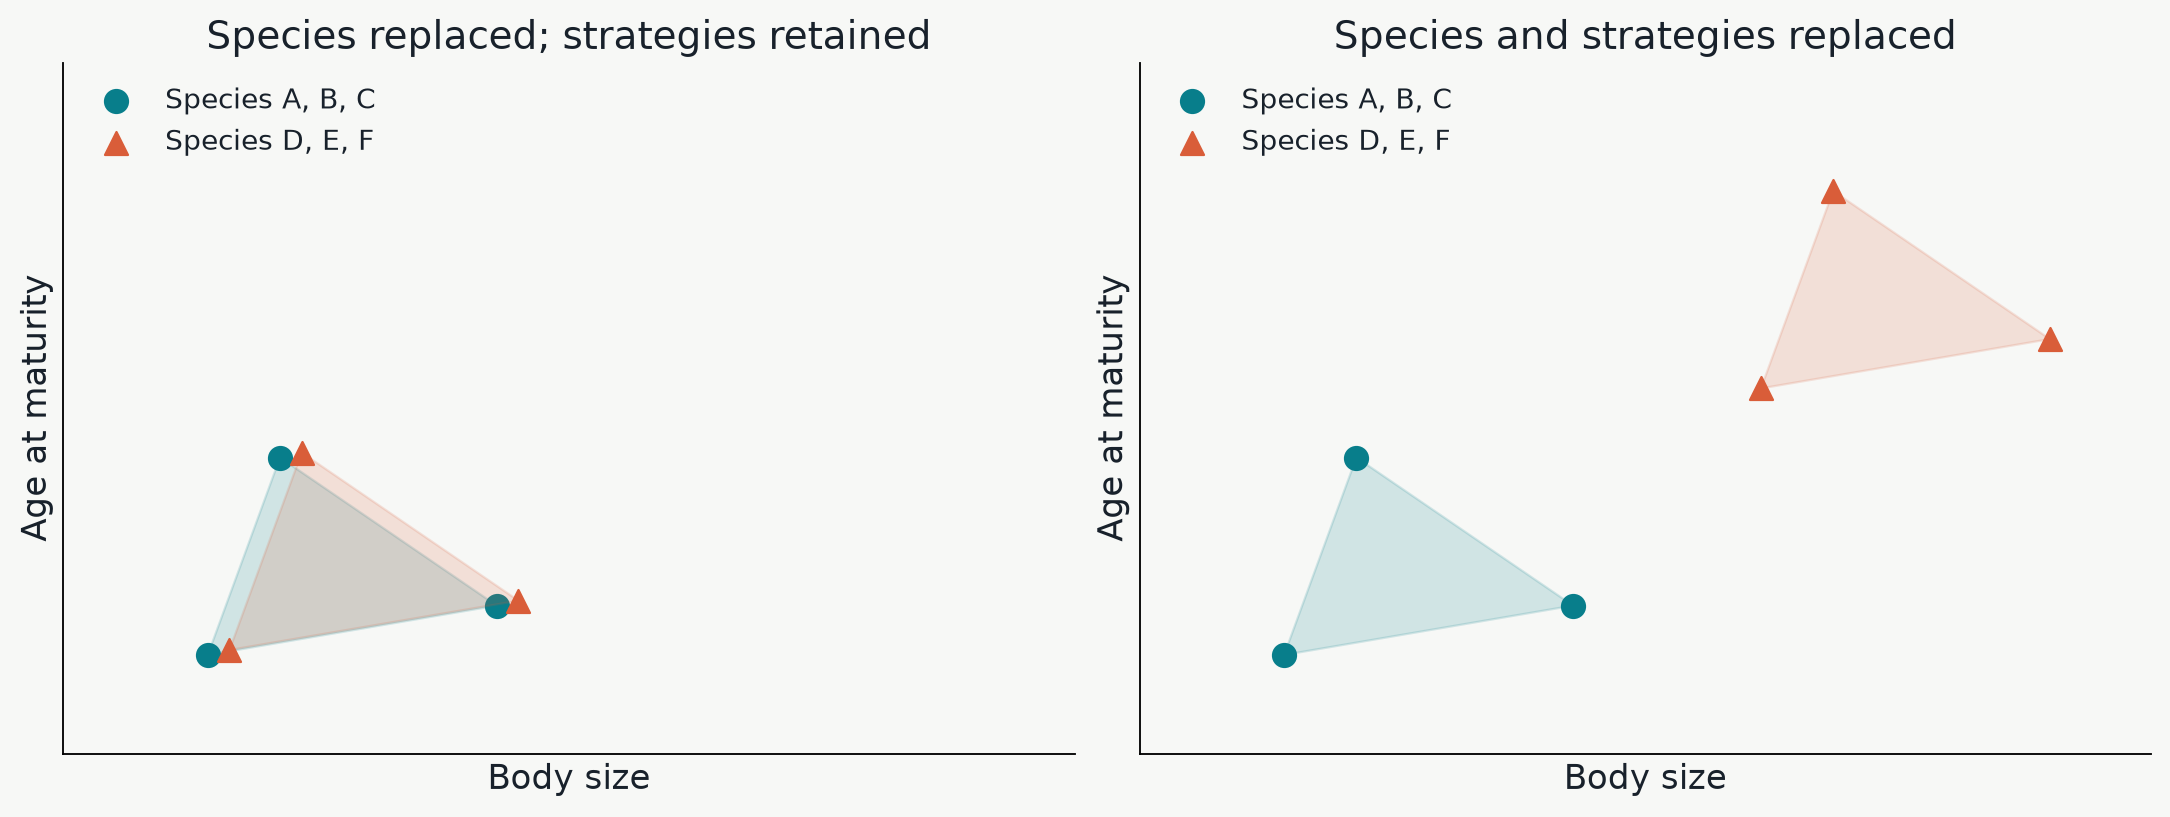 Species replaced; strategies retained
Species A, B, C
Species D, E, F
Age at maturity
Body size
Species and strategies replaced
Species A, B, C
Species D, E, F
Age at maturity
Body size